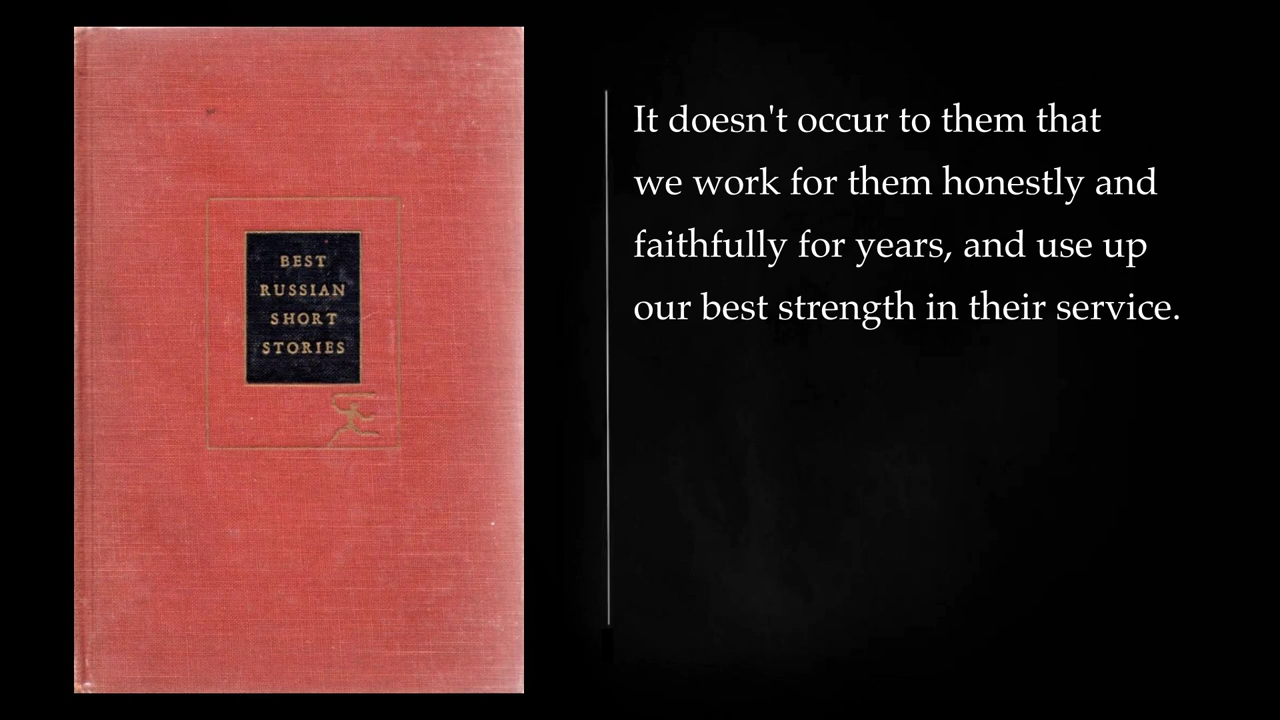 BEST
RUSSIAN
SHORT
STORIES
It doesn't occur to them that
we work for them honestly and
faithfully for years, and use up
our best strength in their service.